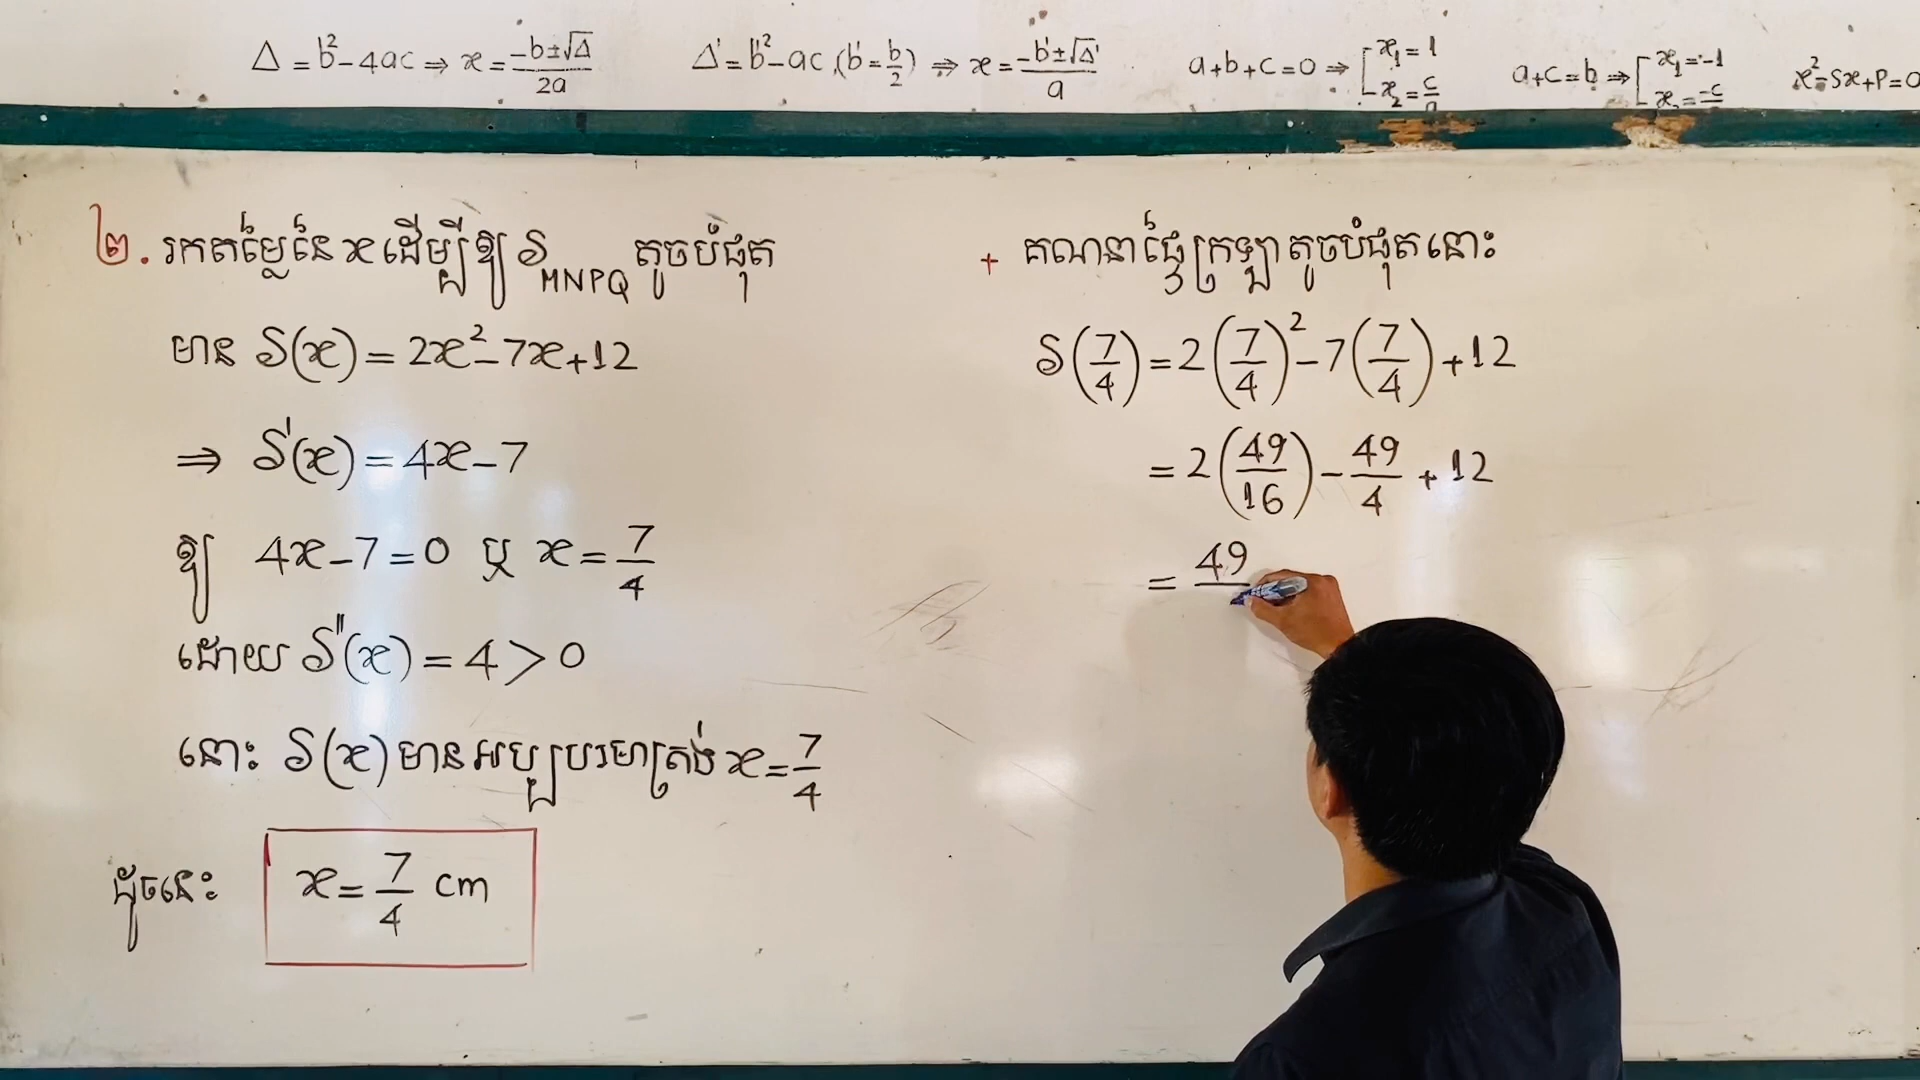 Δ = b² - 4ac ⇒ x = (-b ± √Δ)/2a
Δ' = b'² - ac, (b' = b/2) ⇒ x = (-b' ± √Δ')/a
a+b+c=0 ⇒ [x₁ = 1, x₂ = c/a
a+c=b ⇒ [x₁ = -1, x₂ = -c
x² - Sx + P = 0
២. រកតម្លៃនៃ x ដើម្បីឱ្យ S_MNPQ តូចបំផុត
មាន S(x) = 2x² - 7x + 12
⇒ S'(x) = 4x - 7
ឱ្យ 4x - 7 = 0 ឬ x = 7/4
ដោយ S''(x) = 4 > 0
នោះ S(x) មានអប្បបរមាត្រង់ x = 7/4
ដូចនេះ x = 7/4 cm
+ គណនាផ្ទៃក្រឡាតូចបំផុតនោះ
S(7/4) = 2(7/4)² - 7(7/4) + 12
= 2(49/16) - 49/4 + 12
= 49